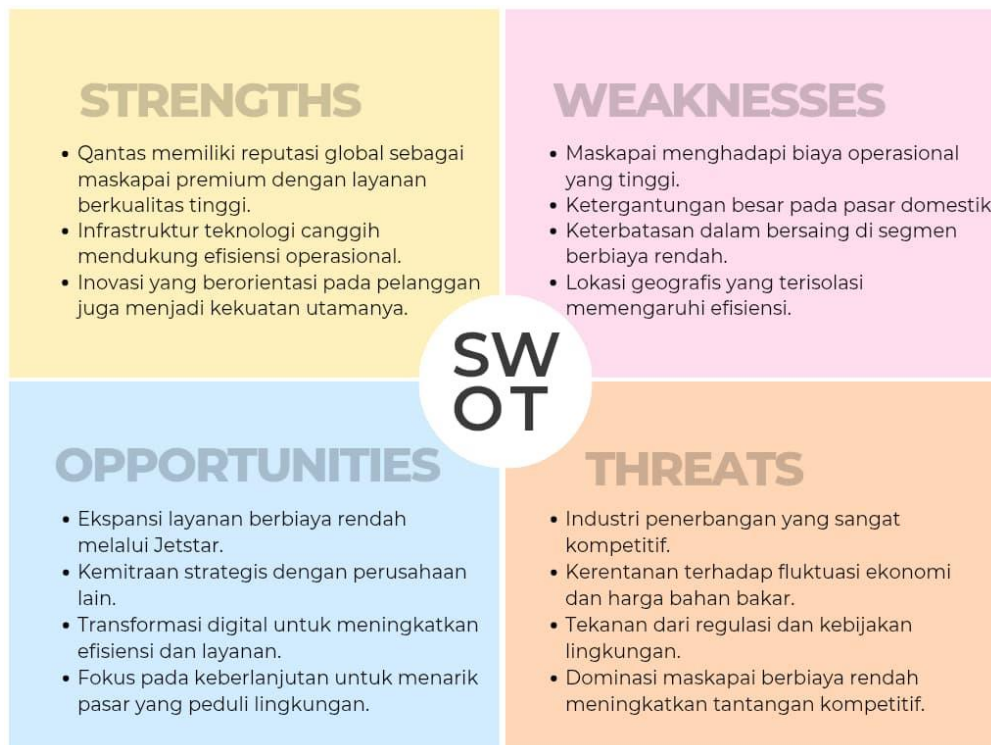 STRENGTHS
• Qantas memiliki reputasi global sebagai
maskapai premium dengan layanan
berkualitas tinggi.
• Infrastruktur teknologi canggih
mendukung efisiensi operasional.
• Inovasi yang berorientasi pada pelanggan
juga menjadi kekuatan utamanya.
WEAKNESSES
• Maskapai menghadapi biaya operasional
yang tinggi.
• Ketergantungan besar pada pasar domestik
• Keterbatasan dalam bersaing di segmen
berbiaya rendah.
• Lokasi geografis yang terisolasi
memengaruhi efisiensi.
SW
OT
OPPORTUNITIES
• Ekspansi layanan berbiaya rendah
melalui Jetstar.
• Kemitraan strategis dengan perusahaan
lain.
• Transformasi digital untuk meningkatkan
efisiensi dan layanan.
• Fokus pada keberlanjutan untuk menarik
pasar yang peduli lingkungan.
THREATS
• Industri penerbangan yang sangat
kompetitif.
• Kerentanan terhadap fluktuasi ekonomi
dan harga bahan bakar.
• Tekanan dari regulasi dan kebijakan
lingkungan.
• Dominasi maskapai berbiaya rendah
meningkatkan tantangan kompetitif.